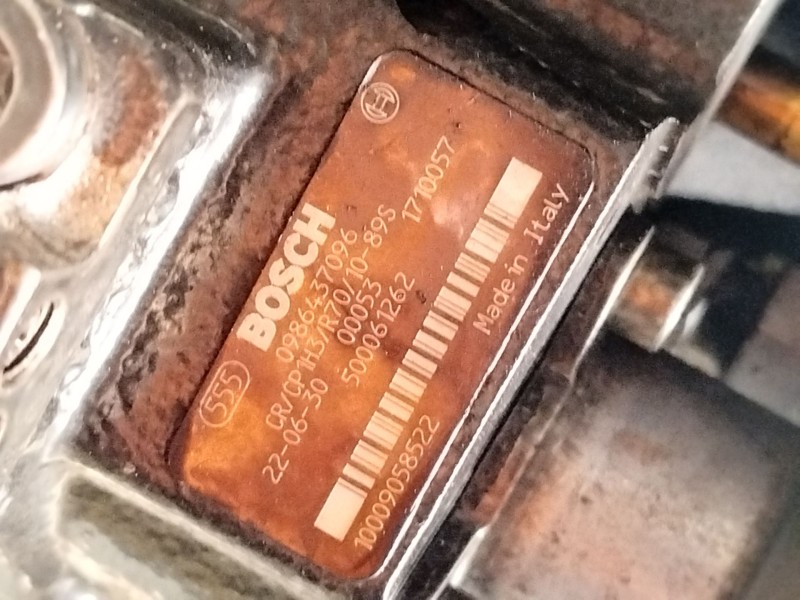 BOSCH
0986437096
555 CR/CP1H3/R70/10-89S
22-06-30 00053 1710057
500061262
10009058522
Made in Italy